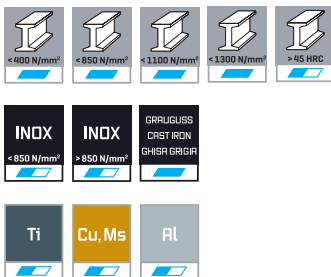 <400 N/mm²
<850 N/mm²
<1100 N/mm²
<1300 N/mm²
>45 HRC
INOX
<850 N/mm²
INOX
>850 N/mm²
GRAUGUSS
CAST IRON
GHISA GRIGIA
Ti
Cu, Ms
Al